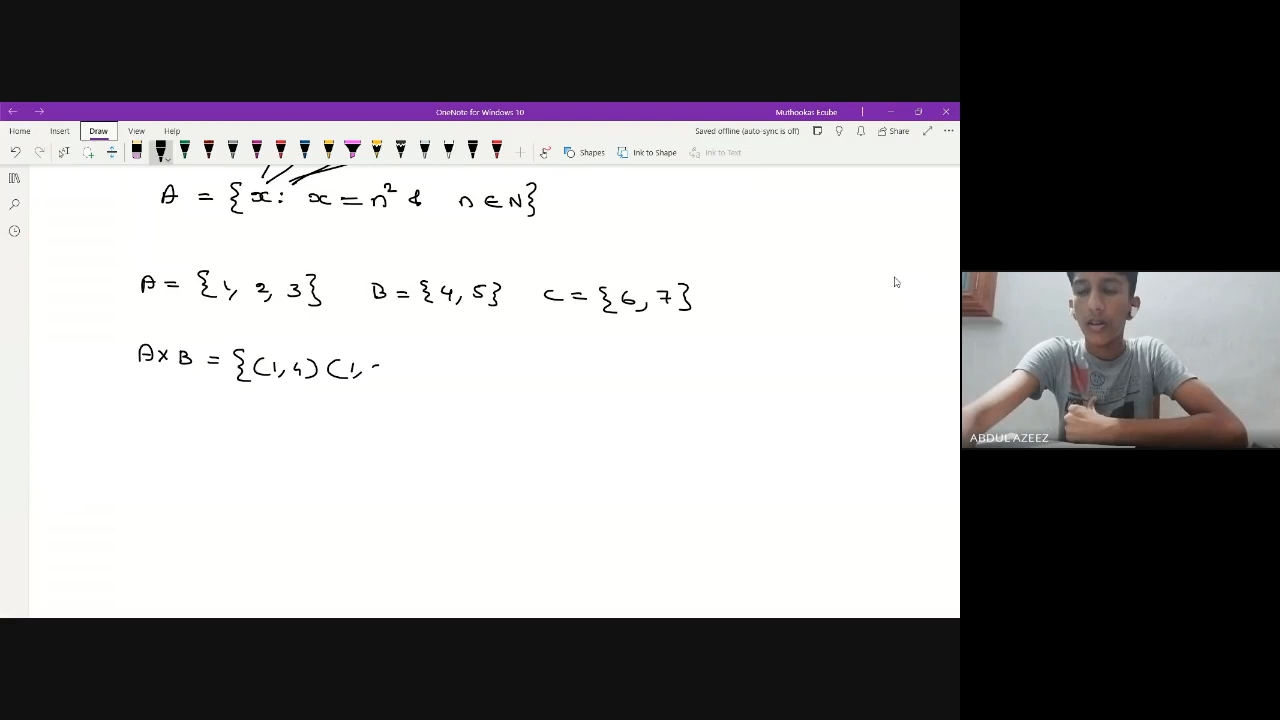 OneNote for Windows 10
Muthookas Ecube
Home Insert Draw View Help
Saved offline (auto-sync is off)
Share
Shapes
Ink to Shape
Ink to Text
A = {x: x = n² & n ∈ N}
A = {1, 2, 3} B = {4, 5} C = {6, 7}
A × B = {(1, 4) (1,
ABDUL AZEEZ